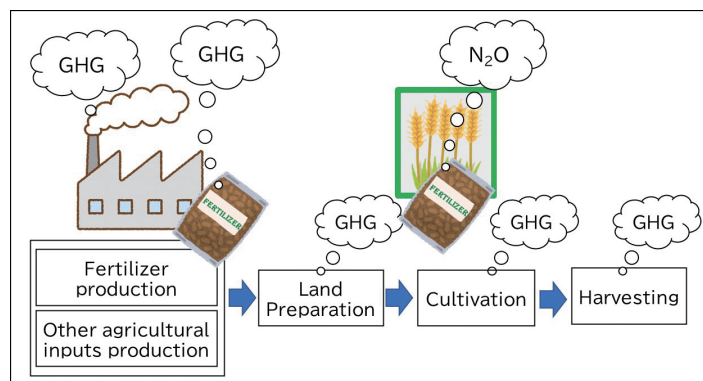 GHG
GHG
N₂O
FERTILIZER
FERTILIZER
GHG
GHG
GHG
Fertilizer
production
Other agricultural
inputs production
Land
Preparation
Cultivation
Harvesting